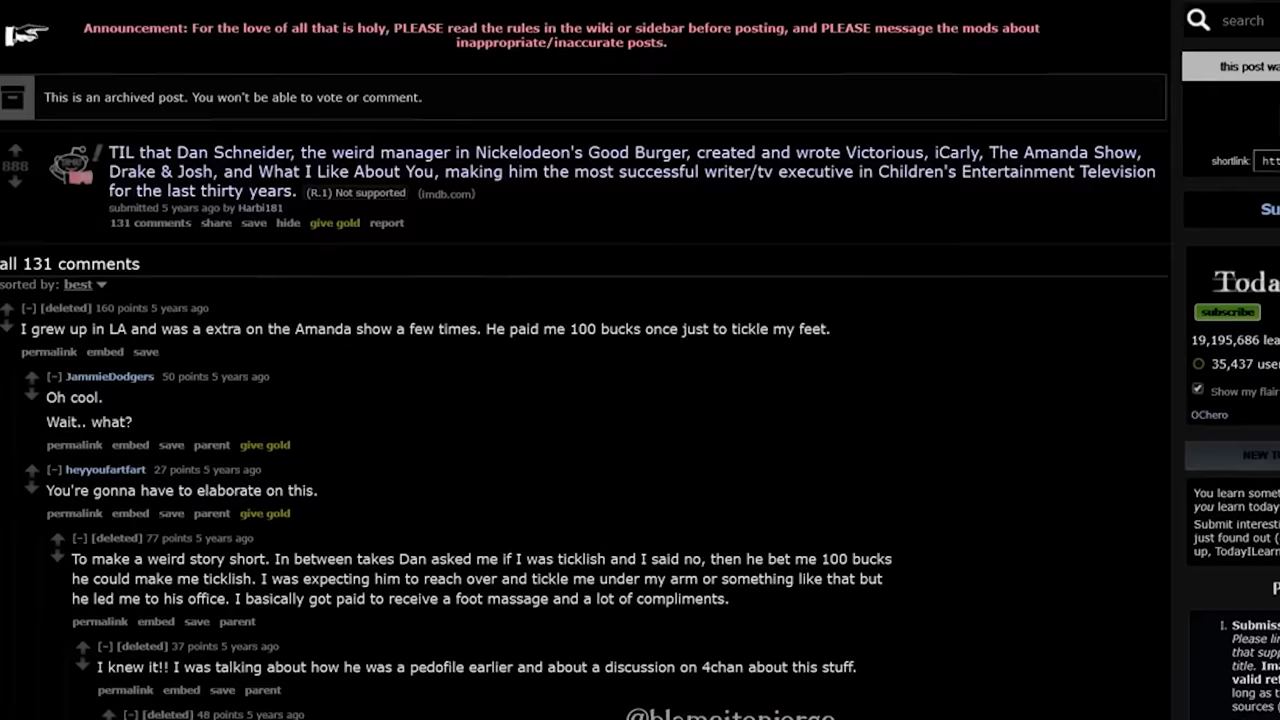 Announcement: For the love of all that is holy, PLEASE read the rules in the wiki or sidebar before posting, and PLEASE message the mods about
inappropriate/inaccurate posts.
search
this post
This is an archived post. You won't be able to vote or comment.
888
TIL that Dan Schneider, the weird manager in Nickelodeon's Good Burger, created and wrote Victorious, iCarly, The Amanda Show,
Drake & Josh, and What I Like About You, making him the most successful writer/tv executive in Children's Entertainment Television
for the last thirty years. (R.1) Not supported (imdb.com)
submitted 5 years ago by Harbi181
131 comments share save hide give gold report
shortlink:
all 131 comments
sorted by: best
[–] [deleted] 160 points 5 years ago
I grew up in LA and was a extra on the Amanda show a few times. He paid me 100 bucks once just to tickle my feet.
permalink embed save
[–] JammieDodgers 50 points 5 years ago
Oh cool.
Wait.. what?
permalink embed save parent give gold
[–] heyyoufartfart 27 points 5 years ago
You're gonna have to elaborate on this.
permalink embed save parent give gold
[–] [deleted] 77 points 5 years ago
To make a weird story short. In between takes Dan asked me if I was ticklish and I said no, then he bet me 100 bucks
he could make me ticklish. I was expecting him to reach over and tickle me under my arm or something like that but
he led me to his office. I basically got paid to receive a foot massage and a lot of compliments.
permalink embed save parent
[–] [deleted] 37 points 5 years ago
I knew it!! I was talking about how he was a pedofile earlier and about a discussion on 4chan about this stuff.
permalink embed save parent
[–] [deleted] 48 points 5 years ago
subscribe
19,195,686
35,437
Show my flair
OChero
NEW
You learn
you learn today
Submit
just found out (
up,
1.
Please
that
title.
valid
long as
sources